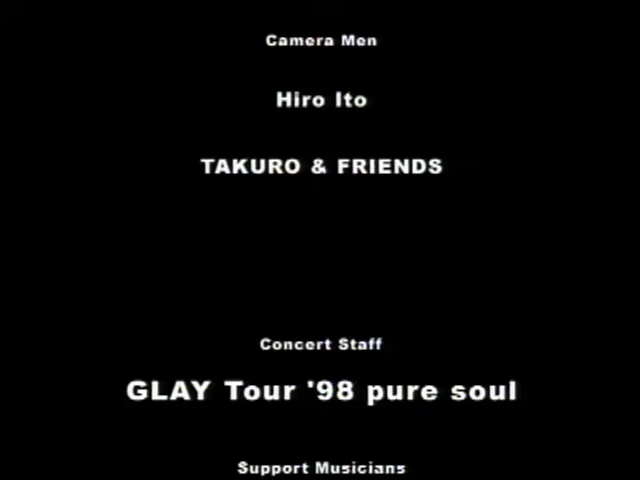 Camera Men
Hiro Ito
TAKURO & FRIENDS
Concert Staff
GLAY Tour '98 pure soul
Support Musicians